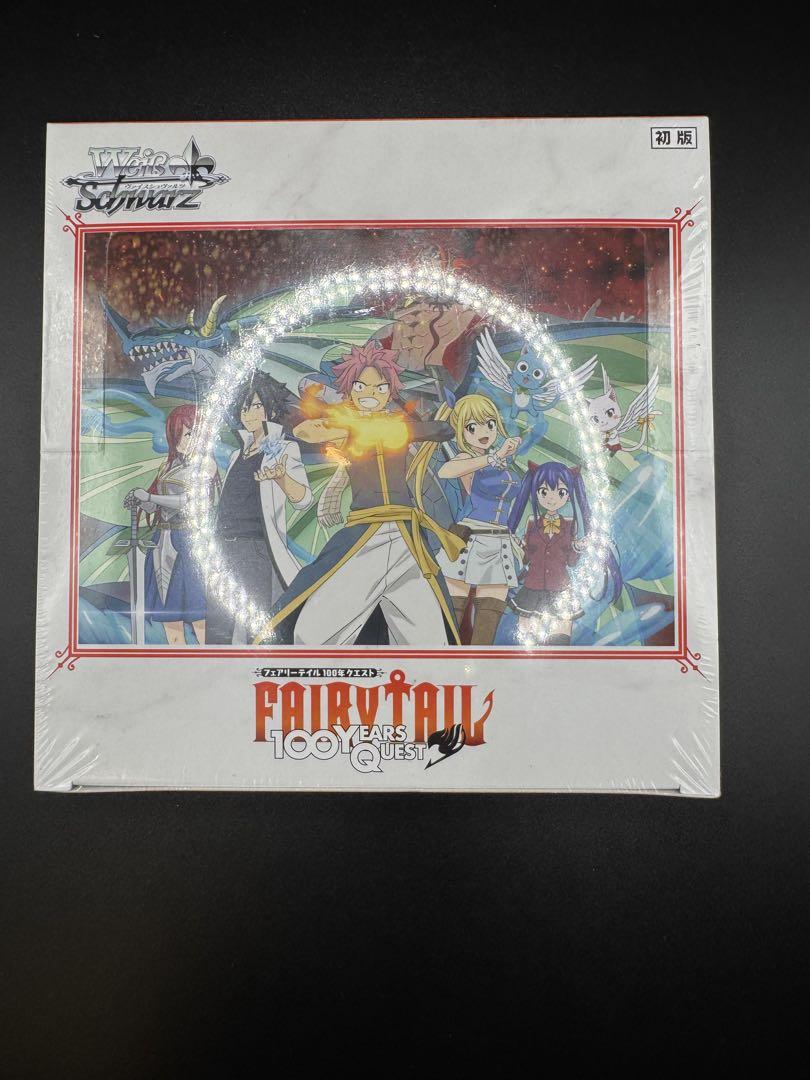 Weiß
ヴァイスシュヴァルツ
Schwarz
初版
フェアリーテイル 100年クエスト
FAIRY TAIL
100 YEARS
QUEST